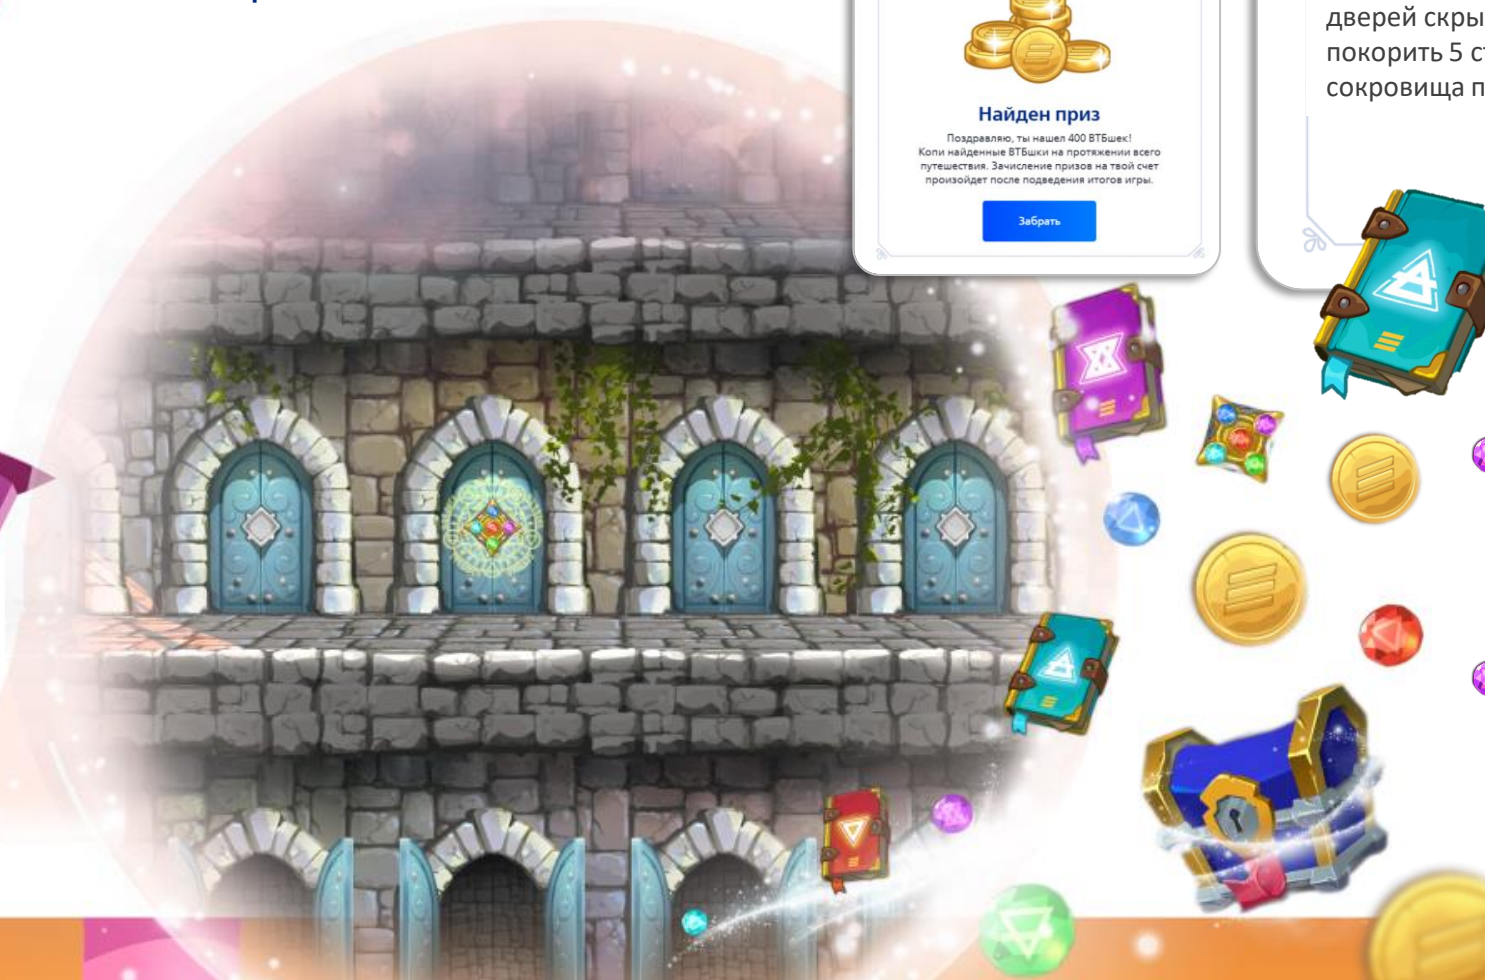 Найден приз
Поздравляю, ты нашел 400 ВТБшек!
Копи найденные ВТБшки на протяжении всего
путешествия. Зачисление призов на твой счет
произойдет после подведения итогов игры.
Забрать
дверей скры
покорить 5 с
сокровища п